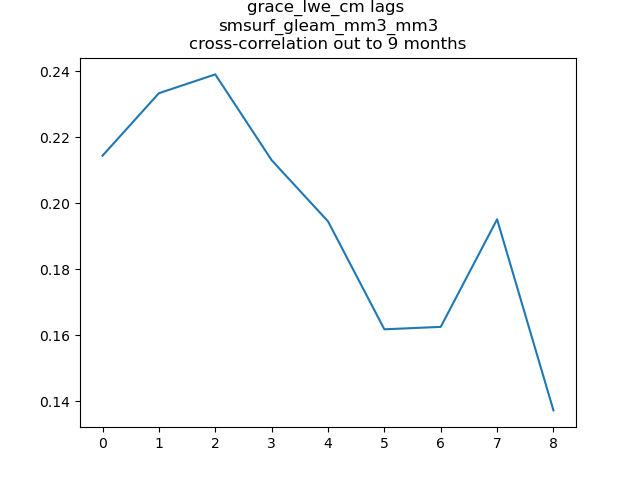 grace_lwe_cm lags
smsurf_gleam_mm3_mm3
cross-correlation out to 9 months
0.24
0.22
0.20
0.18
0.16
0.14
0 1 2 3 4 5 6 7 8